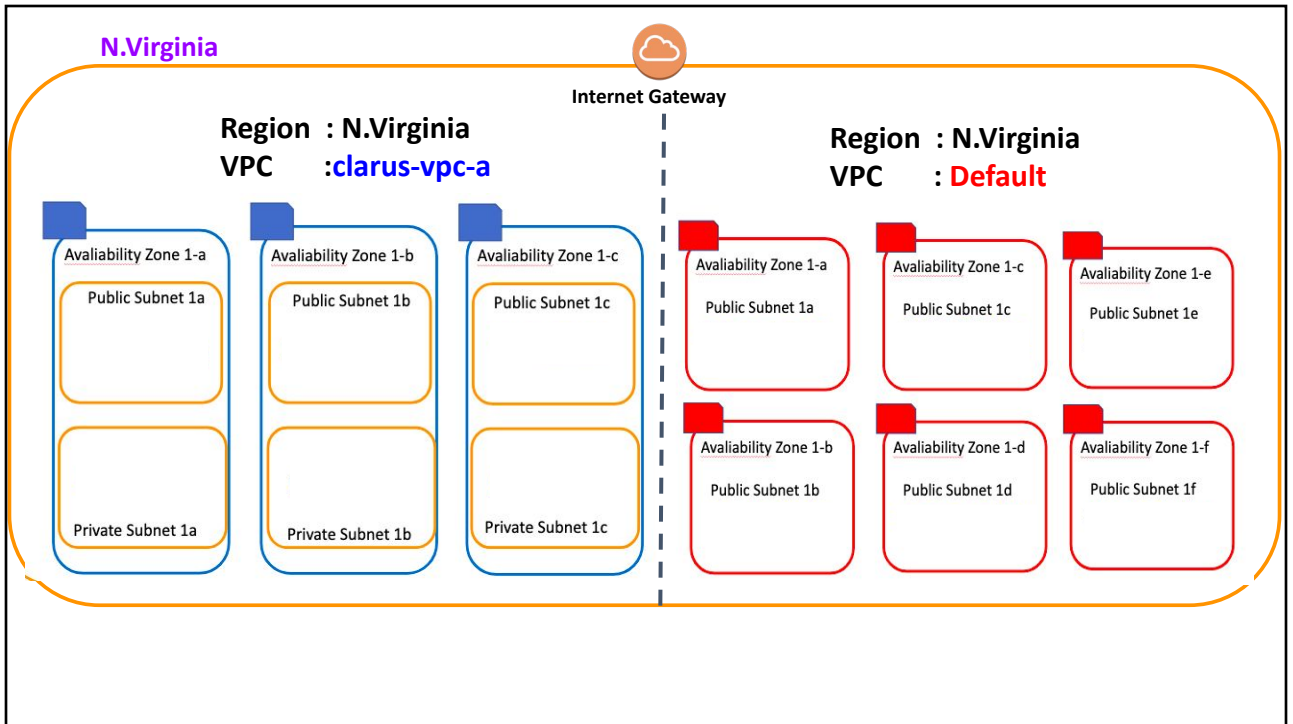 N.Virginia
Internet Gateway
Region : N.Virginia
VPC :clarus-vpc-a
Region : N.Virginia
VPC : Default
Avaliability Zone 1-a
Public Subnet 1a
Private Subnet 1a
Avaliability Zone 1-b
Public Subnet 1b
Private Subnet 1b
Avaliability Zone 1-c
Public Subnet 1c
Private Subnet 1c
Avaliability Zone 1-a
Public Subnet 1a
Avaliability Zone 1-c
Public Subnet 1c
Avaliability Zone 1-e
Public Subnet 1e
Avaliability Zone 1-b
Public Subnet 1b
Avaliability Zone 1-d
Public Subnet 1d
Avaliability Zone 1-f
Public Subnet 1f